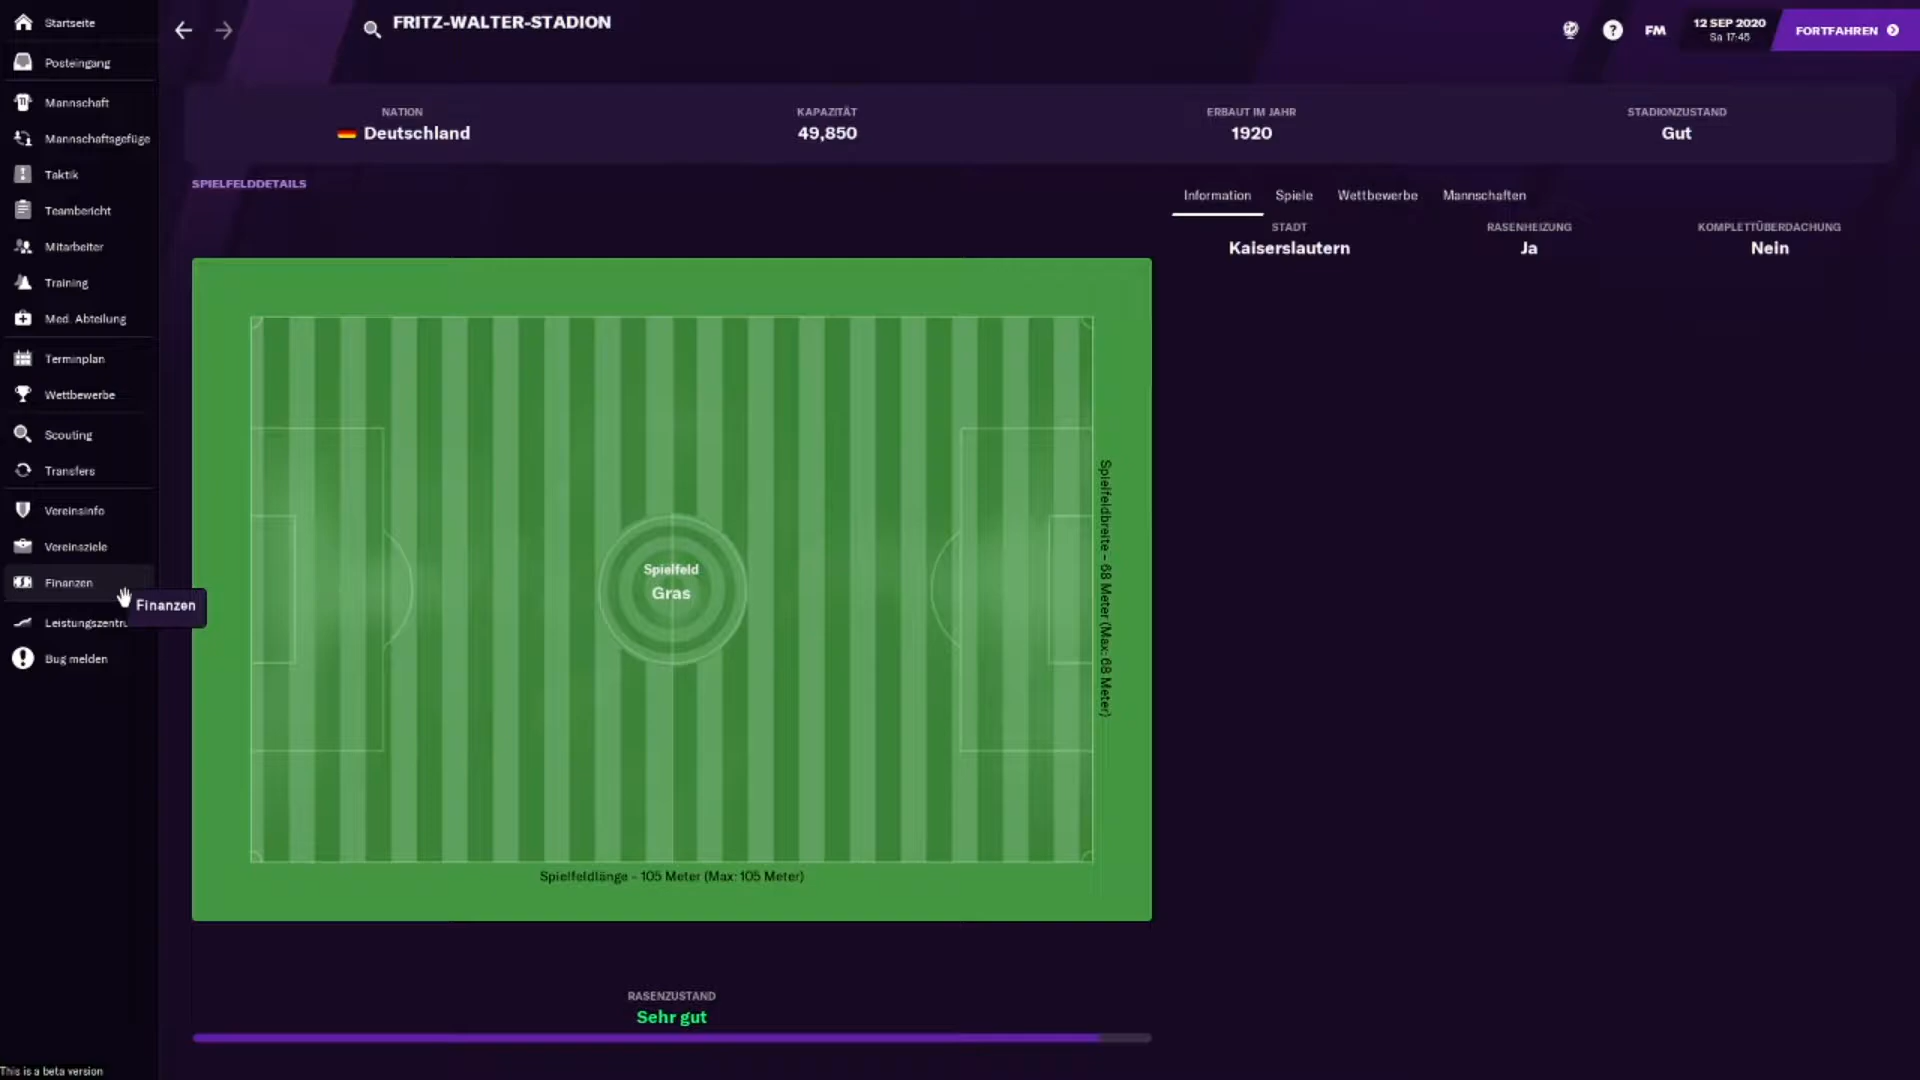 Startseite
Posteingang
Mannschaft
Mannschaftsgefüge
Taktik
Teambericht
Mitarbeiter
Training
Med. Abteilung
Terminplan
Wettbewerbe
Scouting
Transfers
Vereinsinfo
Vereinsziele
Finanzen
Finanzen
Leistungszentru
Bug melden
This is a beta version
FRITZ-WALTER-STADION
FM
12 SEP 2020
Sa 17:45
FORTFAHREN
NATION
Deutschland
KAPAZITÄT
49,850
ERBAUT IM JAHR
1920
STADIONZUSTAND
Gut
SPIELFELDDETAILS
Spielfeld
Gras
Spielfeldbreite - 68 Meter (Max: 68 Meter)
Spielfeldlänge - 105 Meter (Max: 105 Meter)
RASENZUSTAND
Sehr gut
Information Spiele Wettbewerbe Mannschaften
STADT
Kaiserslautern
RASENHEIZUNG
Ja
KOMPLETTÜBERDACHUNG
Nein